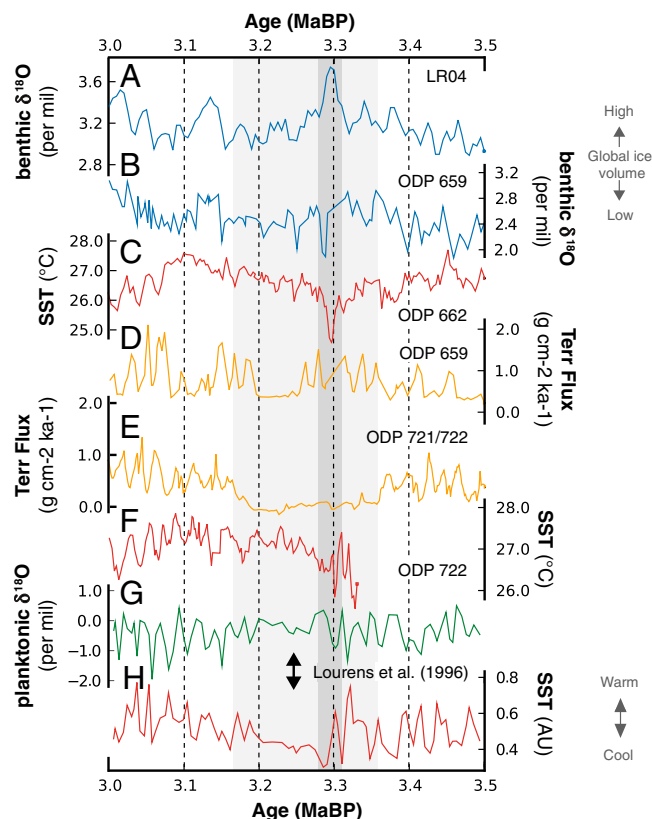 Age (MaBP)
3.0 3.1 3.2 3.3 3.4 3.5
A
LR04
benthic δ¹⁸O
(per mil)
3.6
3.2
2.8
High
Global ice
volume
Low
B
ODP 659
3.2
2.8
2.4
2.0
benthic δ¹⁸O
(per mil)
C
SST (°C)
28.0
27.0
26.0
25.0
ODP 662
D
ODP 659
2.0
1.0
0.0
Terr Flux
(g cm-2 ka-1)
E
Terr Flux
(g cm-2 ka-1)
2.0
1.0
0.0
ODP 721/722
F
28.0
27.0
26.0
SST (°C)
ODP 722
G
planktonic δ¹⁸O
(per mil)
1.0
0.0
−1.0
−2.0
Lourens et al. (1996)
H
0.8
0.6
0.4
SST (AU)
Warm
Cool
3.0 3.1 3.2 3.3 3.4 3.5
Age (MaBP)